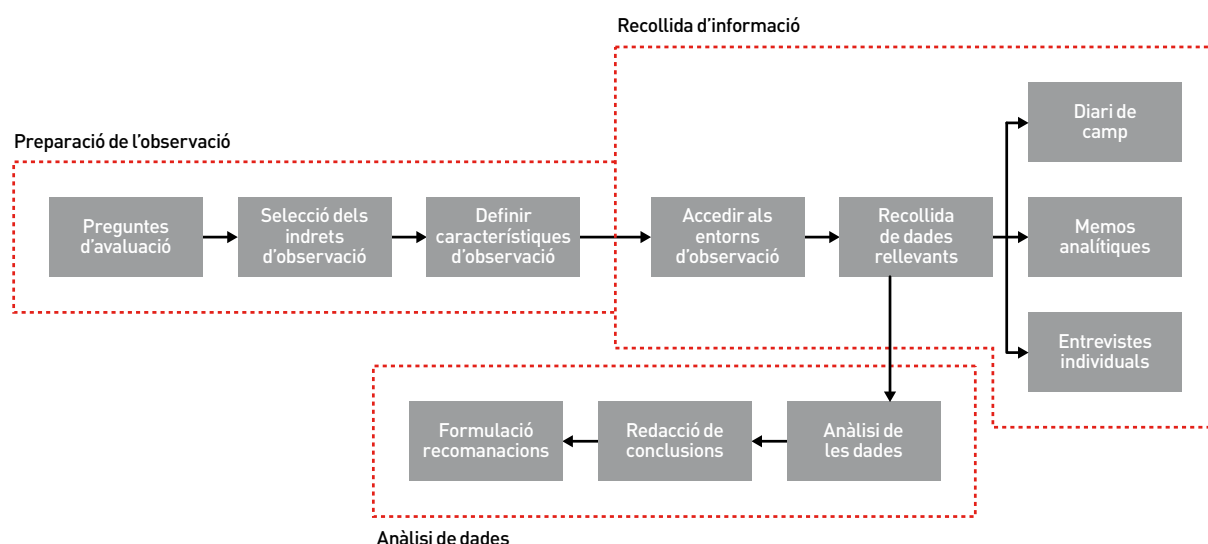 Recollida d’informació
Preparació de l’observació
Preguntes
d’avaluació
Selecció dels
indrets
d’observació
Definir
característiques
d’observació
Accedir als
entorns
d’observació
Recollida
de dades
rellevants
Diari de
camp
Memos
analítiques
Entrevistes
individuals
Formulació
recomanacions
Redacció de
conclusions
Anàlisi de
les dades
Anàlisi de dades